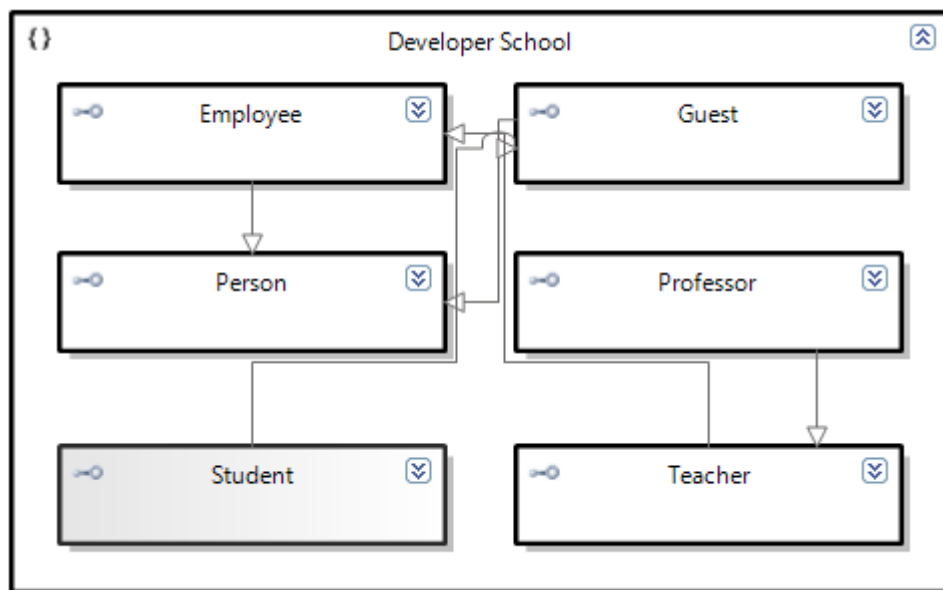 {} Developer School
Employee
Guest
Person
Professor
Student
Teacher